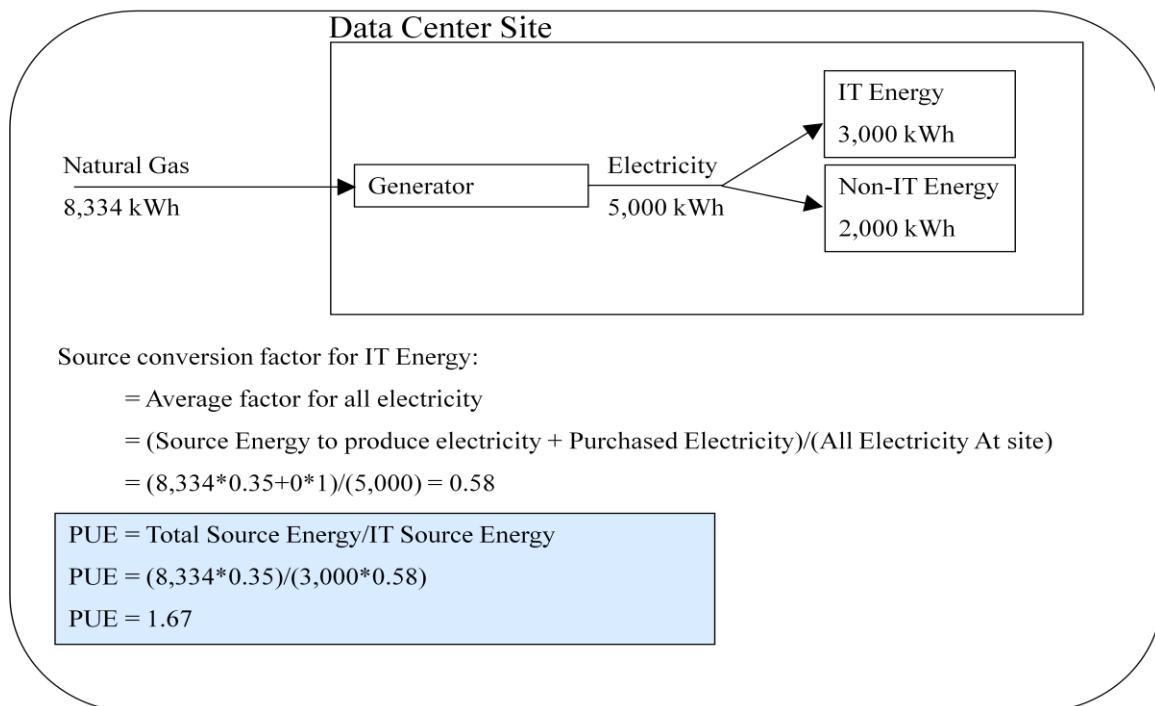 Data Center Site
IT Energy
3,000 kWh
Natural Gas
8,334 kWh
Generator
Electricity
5,000 kWh
Non-IT Energy
2,000 kWh
Source conversion factor for IT Energy:
= Average factor for all electricity
= (Source Energy to produce electricity + Purchased Electricity)/(All Electricity At site)
= (8,334*0.35+0*1)/(5,000) = 0.58
PUE = Total Source Energy/IT Source Energy
PUE = (8,334*0.35)/(3,000*0.58)
PUE = 1.67